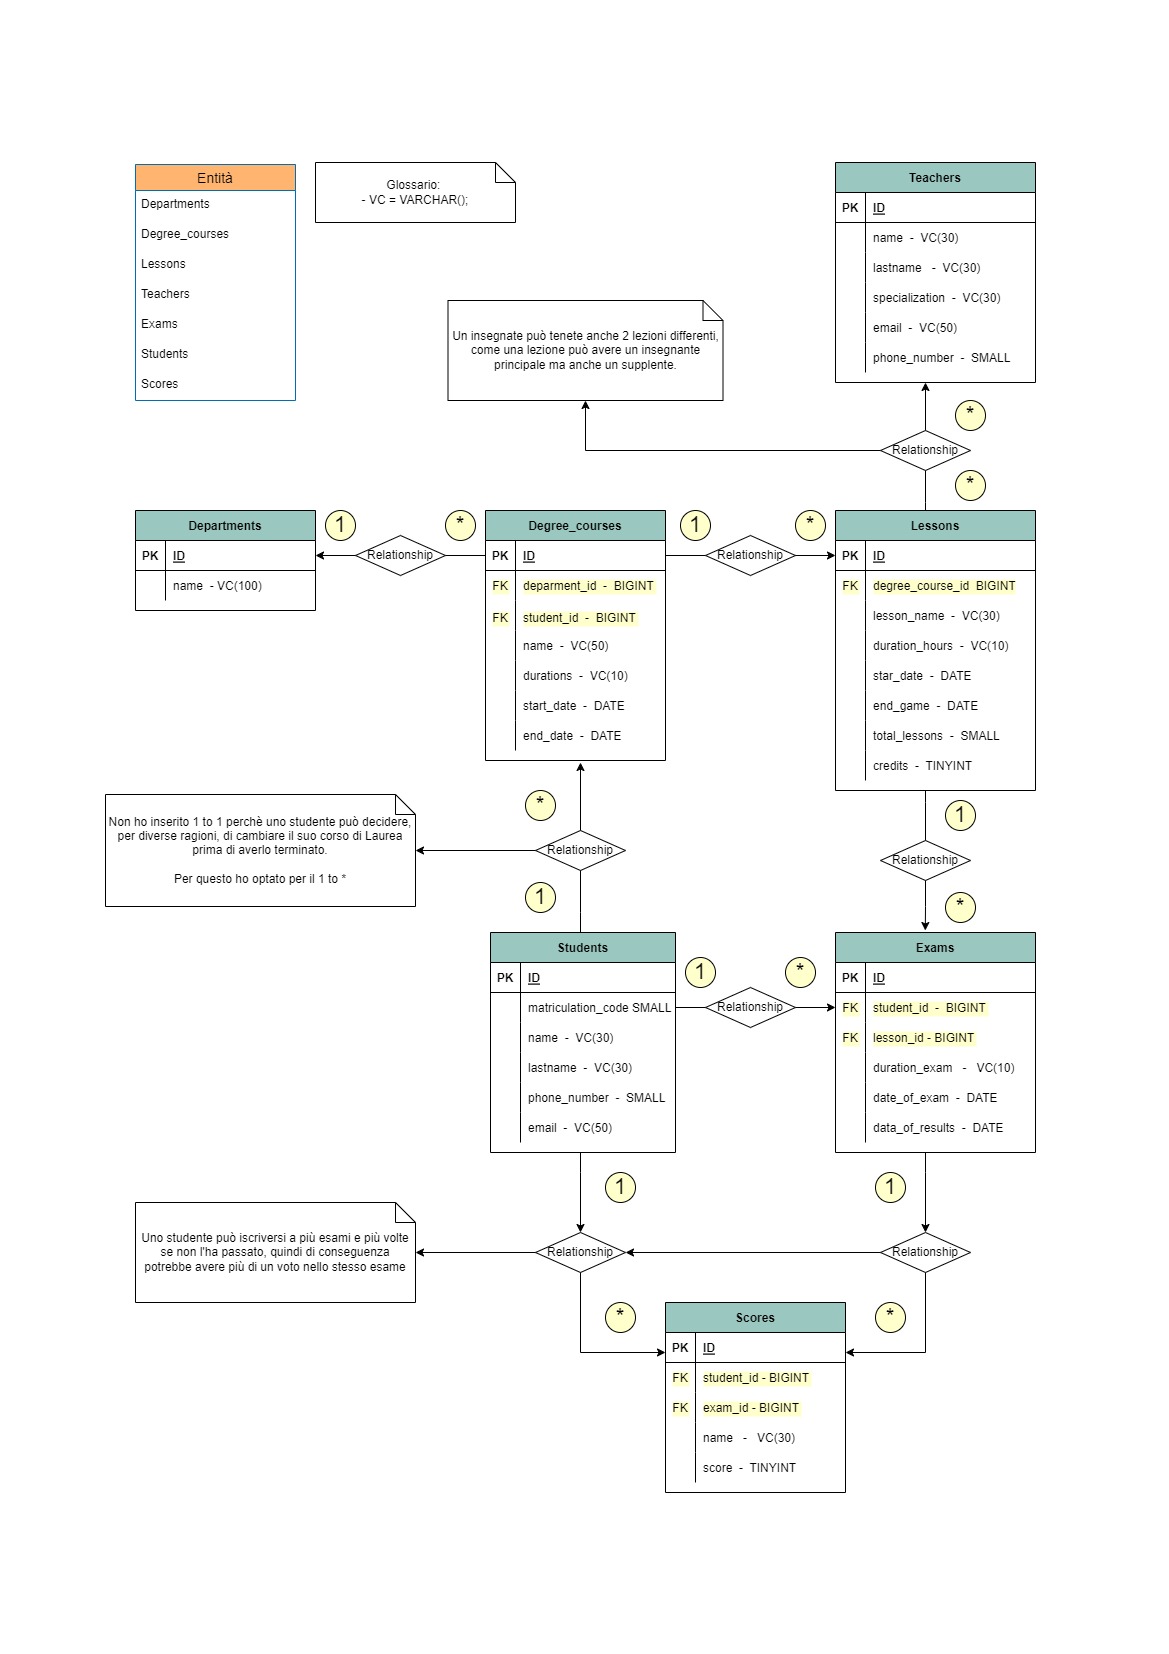 Entità
Departments
Degree_courses
Lessons
Teachers
Exams
Students
Scores
Glossario:
- VC = VARCHAR();
Teachers
PK ID
name - VC(30)
lastname - VC(30)
specialization - VC(30)
email - VC(50)
phone_number - SMALL
Un insegnate può tenete anche 2 lezioni differenti,
come una lezione può avere un insegnante
principale ma anche un supplente.
*
Relationship
*
Departments
PK ID
name - VC(100)
1
Relationship
*
Degree_courses
PK ID
FK deparment_id - BIGINT
FK student_id - BIGINT
name - VC(50)
durations - VC(10)
start_date - DATE
end_date - DATE
1
Relationship
*
Lessons
PK ID
FK degree_course_id BIGINT
lesson_name - VC(30)
duration_hours - VC(10)
star_date - DATE
end_game - DATE
total_lessons - SMALL
credits - TINYINT
Non ho inserito 1 to 1 perchè uno studente può decidere,
per diverse ragioni, di cambiare il suo corso di Laurea
prima di averlo terminato.
Per questo ho optato per il 1 to *
*
Relationship
1
1
Relationship
*
Students
PK ID
matriculation_code SMALL
name - VC(30)
lastname - VC(30)
phone_number - SMALL
email - VC(50)
1
Relationship
*
Exams
PK ID
FK student_id - BIGINT
FK lesson_id - BIGINT
duration_exam - VC(10)
date_of_exam - DATE
data_of_results - DATE
Uno studente può iscriversi a più esami e più volte
se non l'ha passato, quindi di conseguenza
potrebbe avere più di un voto nello stesso esame
1
Relationship
*
1
Relationship
*
Scores
PK ID
FK student_id - BIGINT
FK exam_id - BIGINT
name - VC(30)
score - TINYINT